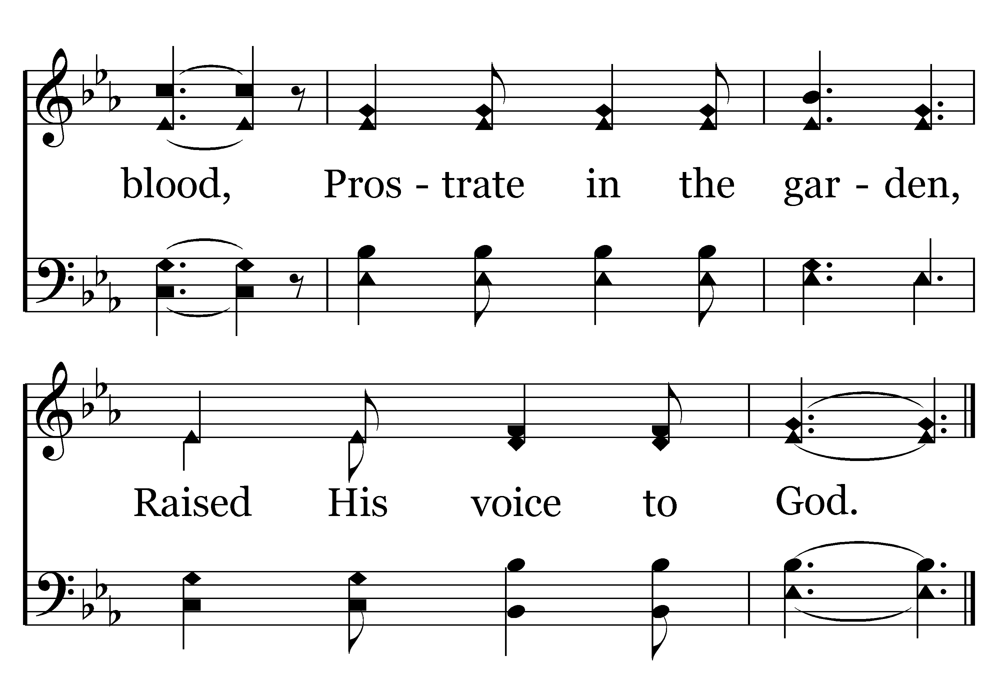 blood, Pros - trate in the gar - den,
Raised His voice to God.